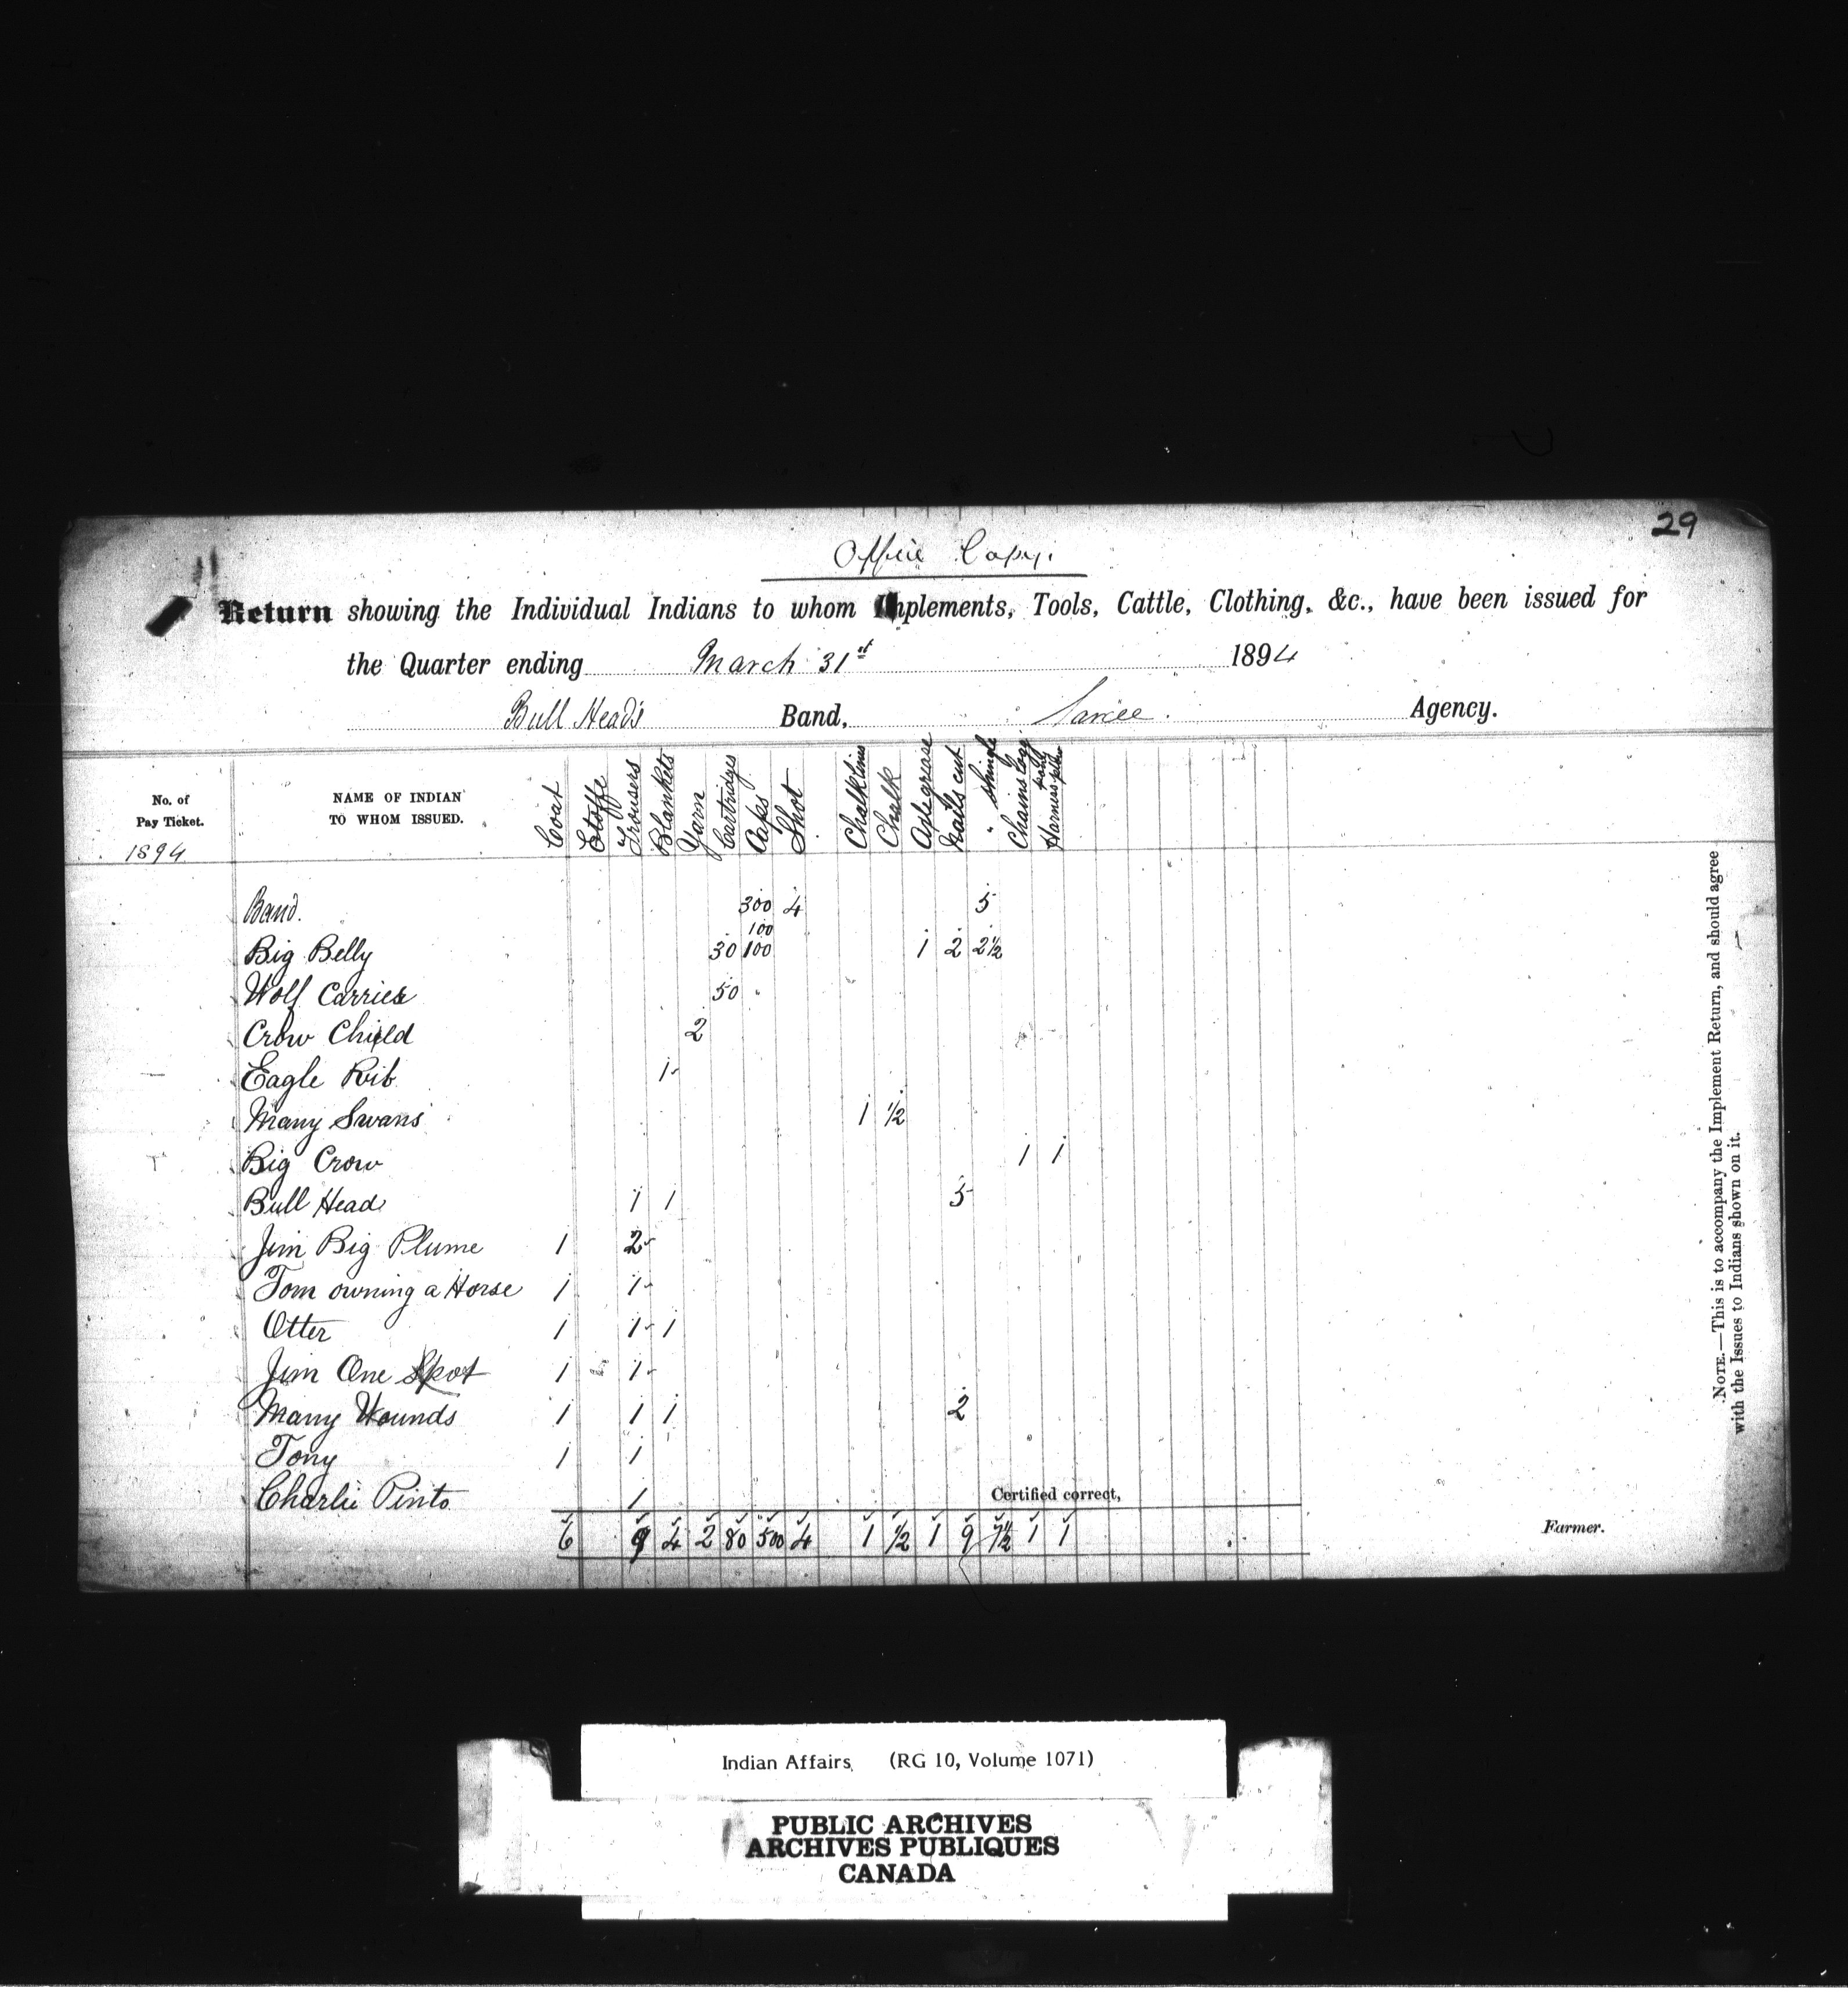 29
Office Copy.
Return showing the Individual Indians to whom Implements, Tools, Cattle, Clothing, &c., have been issued for
the Quarter ending March 31st 1894
Bull Head's Band, Sarcee. Agency.
No. of Pay Ticket. 1894
NAME OF INDIAN TO WHOM ISSUED.
Coat Etoffe Trousers Blankets Yarn Cartridges Caps Shot Chalklines Chalk Axlegrease Nails cut " shingle Chains Harness
Band. 300 4 5
100
Big Belly 30 100 1 2 2½
Wolf Carrier 50
Crow Child 2
Eagle Rib 1
Many Swans 1 ½
Big Crow 1 1
Bull Head 1 1 5
Jim Big Plume 1 2
Tom owning a Horse 1 1
Otter 1 1 1
Jim One Spot 1 1
Many Wounds 1 1 1 2
Tony 1 1
Charlie Pinto 1
Certified correct,
6 9 4 2 80 500 4 1 ½ 1 9 7½ 1 1
Farmer.
NOTE.—This is to accompany the Implement Return, and should agree
with the Issues to Indians shown on it.
Indian Affairs (RG 10, Volume 1071)
PUBLIC ARCHIVES
ARCHIVES PUBLIQUES
CANADA